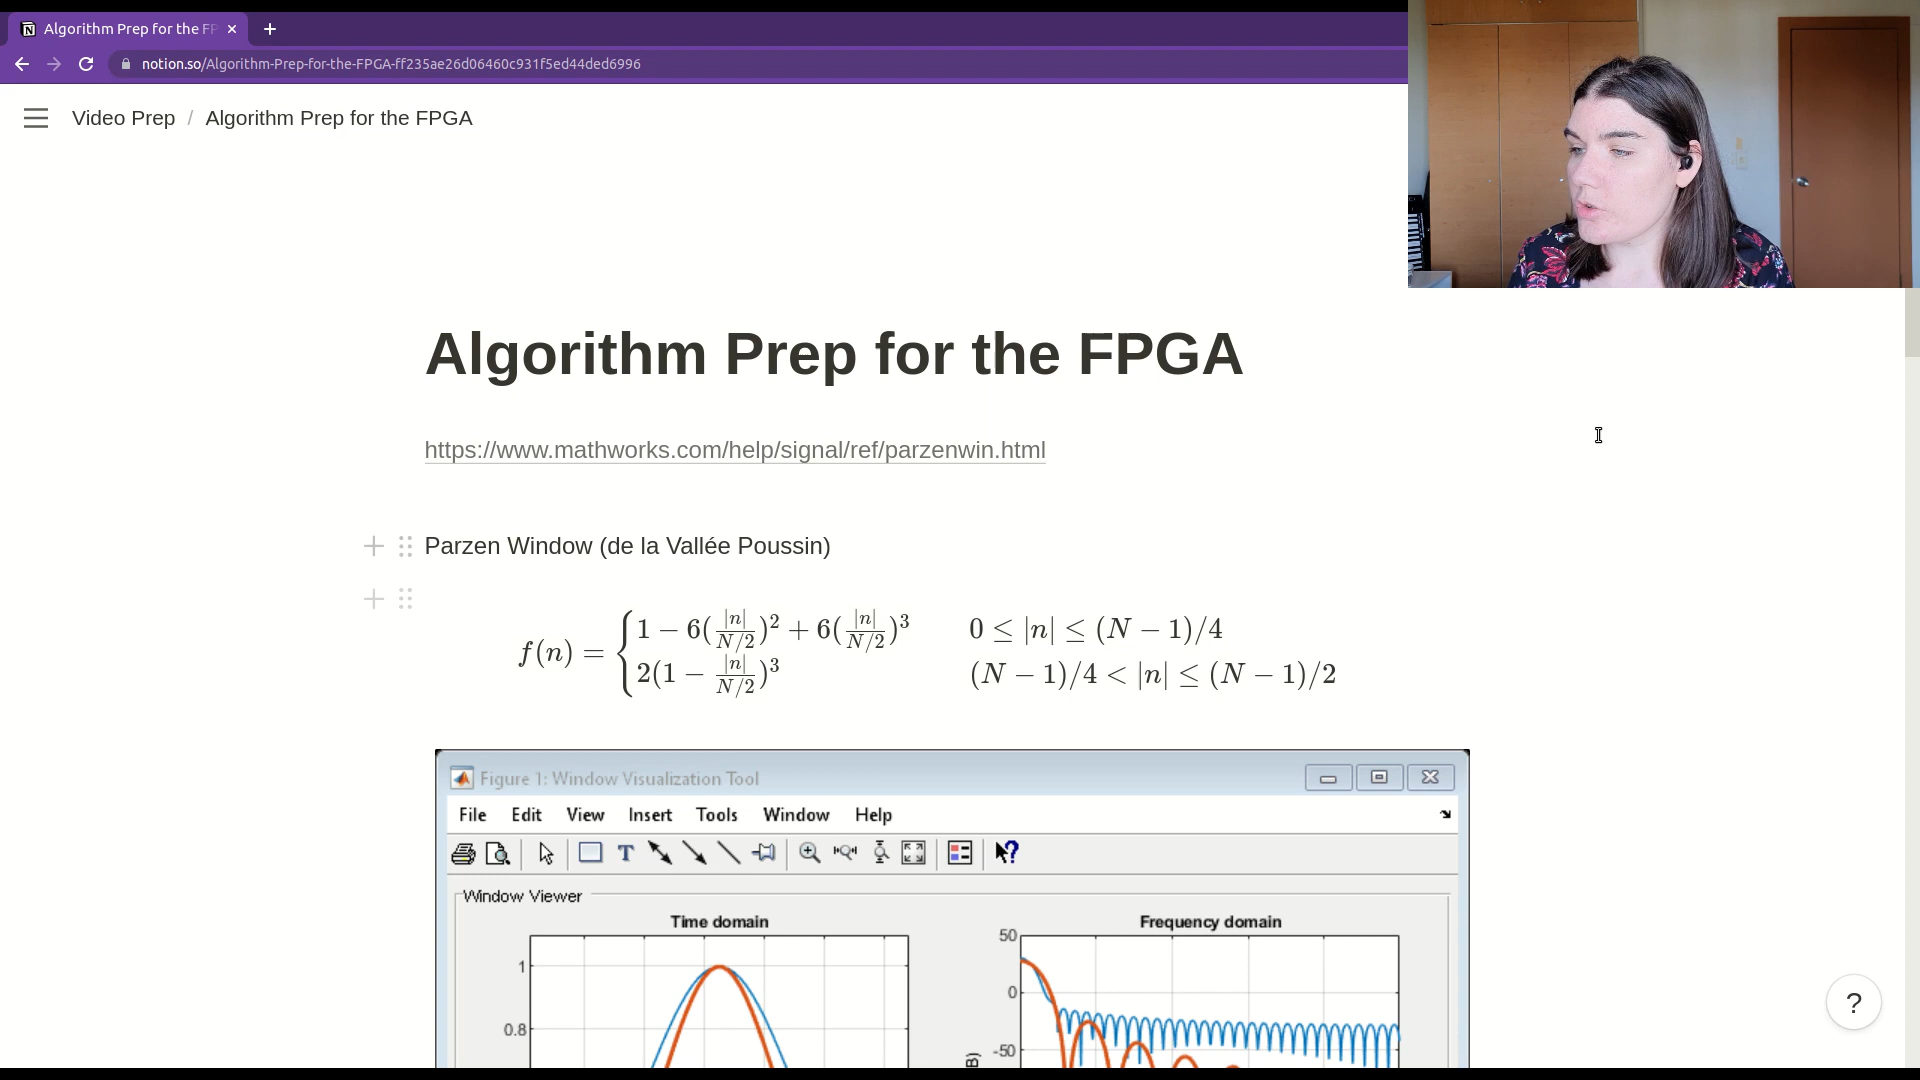 Algorithm Prep for the FP
notion.so/Algorithm-Prep-for-the-FPGA-ff235ae26d06460c931f5ed44ded6996
Video Prep / Algorithm Prep for the FPGA
Algorithm Prep for the FPGA
https://www.mathworks.com/help/signal/ref/parzenwin.html
Parzen Window (de la Vallée Poussin)
f(n) = { 1 − 6(|n|/N/2)² + 6(|n|/N/2)³ 0 ≤ |n| ≤ (N − 1)/4
2(1 − |n|/N/2)³ (N − 1)/4 < |n| ≤ (N − 1)/2
Figure 1: Window Visualization Tool
File Edit View Insert Tools Window Help
Window Viewer
Time domain
1
0.8
Frequency domain
50
0
-50
B)
?